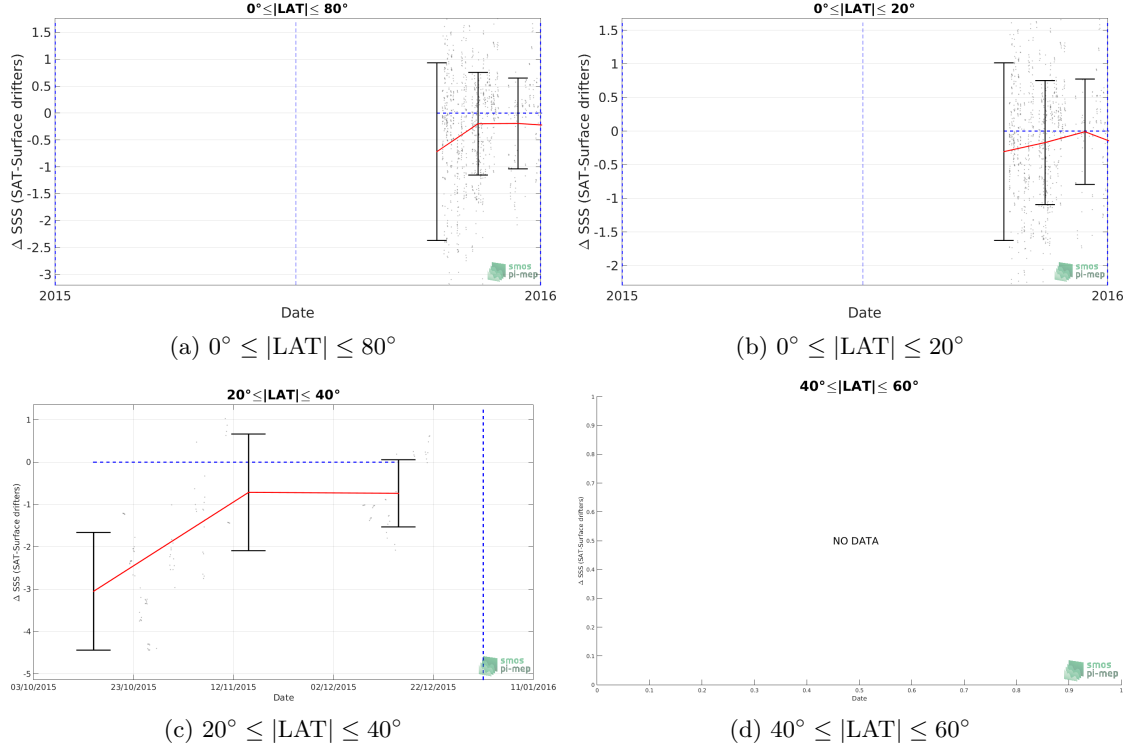 0°≤|LAT|≤ 80°
Δ SSS (SAT-Surface drifters)
1.5
1
0.5
0
-0.5
-1
-1.5
-2
-2.5
-3
2015
2016
Date
smos
pi-mep
(a) 0° ≤ |LAT| ≤ 80°
0°≤|LAT|≤ 20°
Δ SSS (SAT-Surface drifters)
1.5
1
0.5
0
-0.5
-1
-1.5
-2
2015
2016
Date
smos
pi-mep
(b) 0° ≤ |LAT| ≤ 20°
20°≤|LAT|≤ 40°
Δ SSS (SAT-Surface drifters)
1
0
-1
-2
-3
-4
-5
03/10/2015
23/10/2015
12/11/2015
02/12/2015
22/12/2015
11/01/2016
Date
smos
pi-mep
(c) 20° ≤ |LAT| ≤ 40°
40°≤|LAT|≤ 60°
Δ SSS (SAT-Surface drifters)
1
0.9
0.8
0.7
0.6
0.5
0.4
0.3
0.2
0.1
0
NO DATA
0
0.1
0.2
0.3
0.4
0.5
0.6
0.7
0.8
0.9
1
Date
smos
pi-mep
(d) 40° ≤ |LAT| ≤ 60°